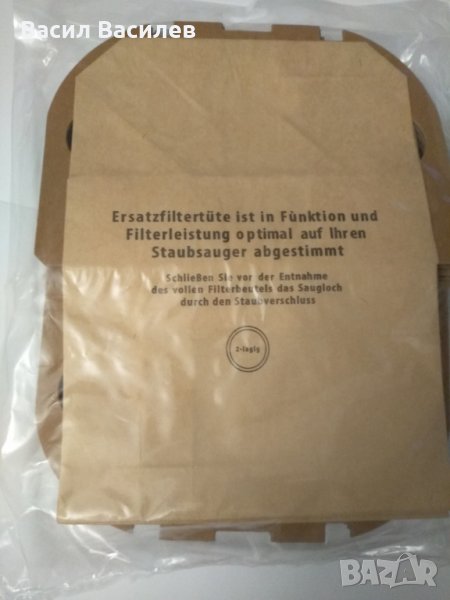 Васил Василев
Ersatzfiltertüte ist in Funktion und
Filterleistung optimal auf Ihren
Staubsauger abgestimmt
Schließen Sie vor der Entnahme
des vollen Filterbeutels das Saugloch
durch den Staubverschluss
2-lagig
BAZAR